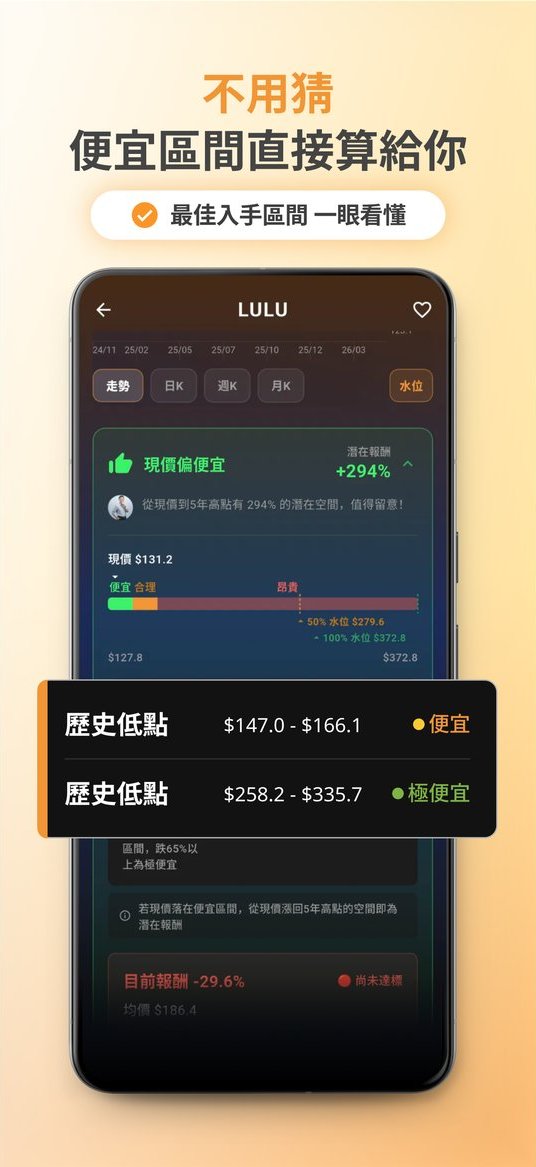 不用猜
便宜區間直接算給你
最佳入手區間 一眼看懂
LULU
24/11 25/02 25/05 25/07 25/10 25/12 26/03
走勢 日K 週K 月K 水位
潛在報酬
現價偏便宜 +294%
從現價到5年高點有 294% 的潛在空間，值得留意！
現價 $131.2
便宜 合理 昂貴
50% 水位 $279.6
100% 水位 $372.8
$127.8 $372.8
歷史低點 $147.0 - $166.1 便宜
歷史低點 $258.2 - $335.7 極便宜
區間，跌65%以
上為極便宜
若現價落在便宜區間，從現價漲回5年高點的空間即為
潛在報酬
目前報酬 -29.6% 尚未達標
均價 $186.4